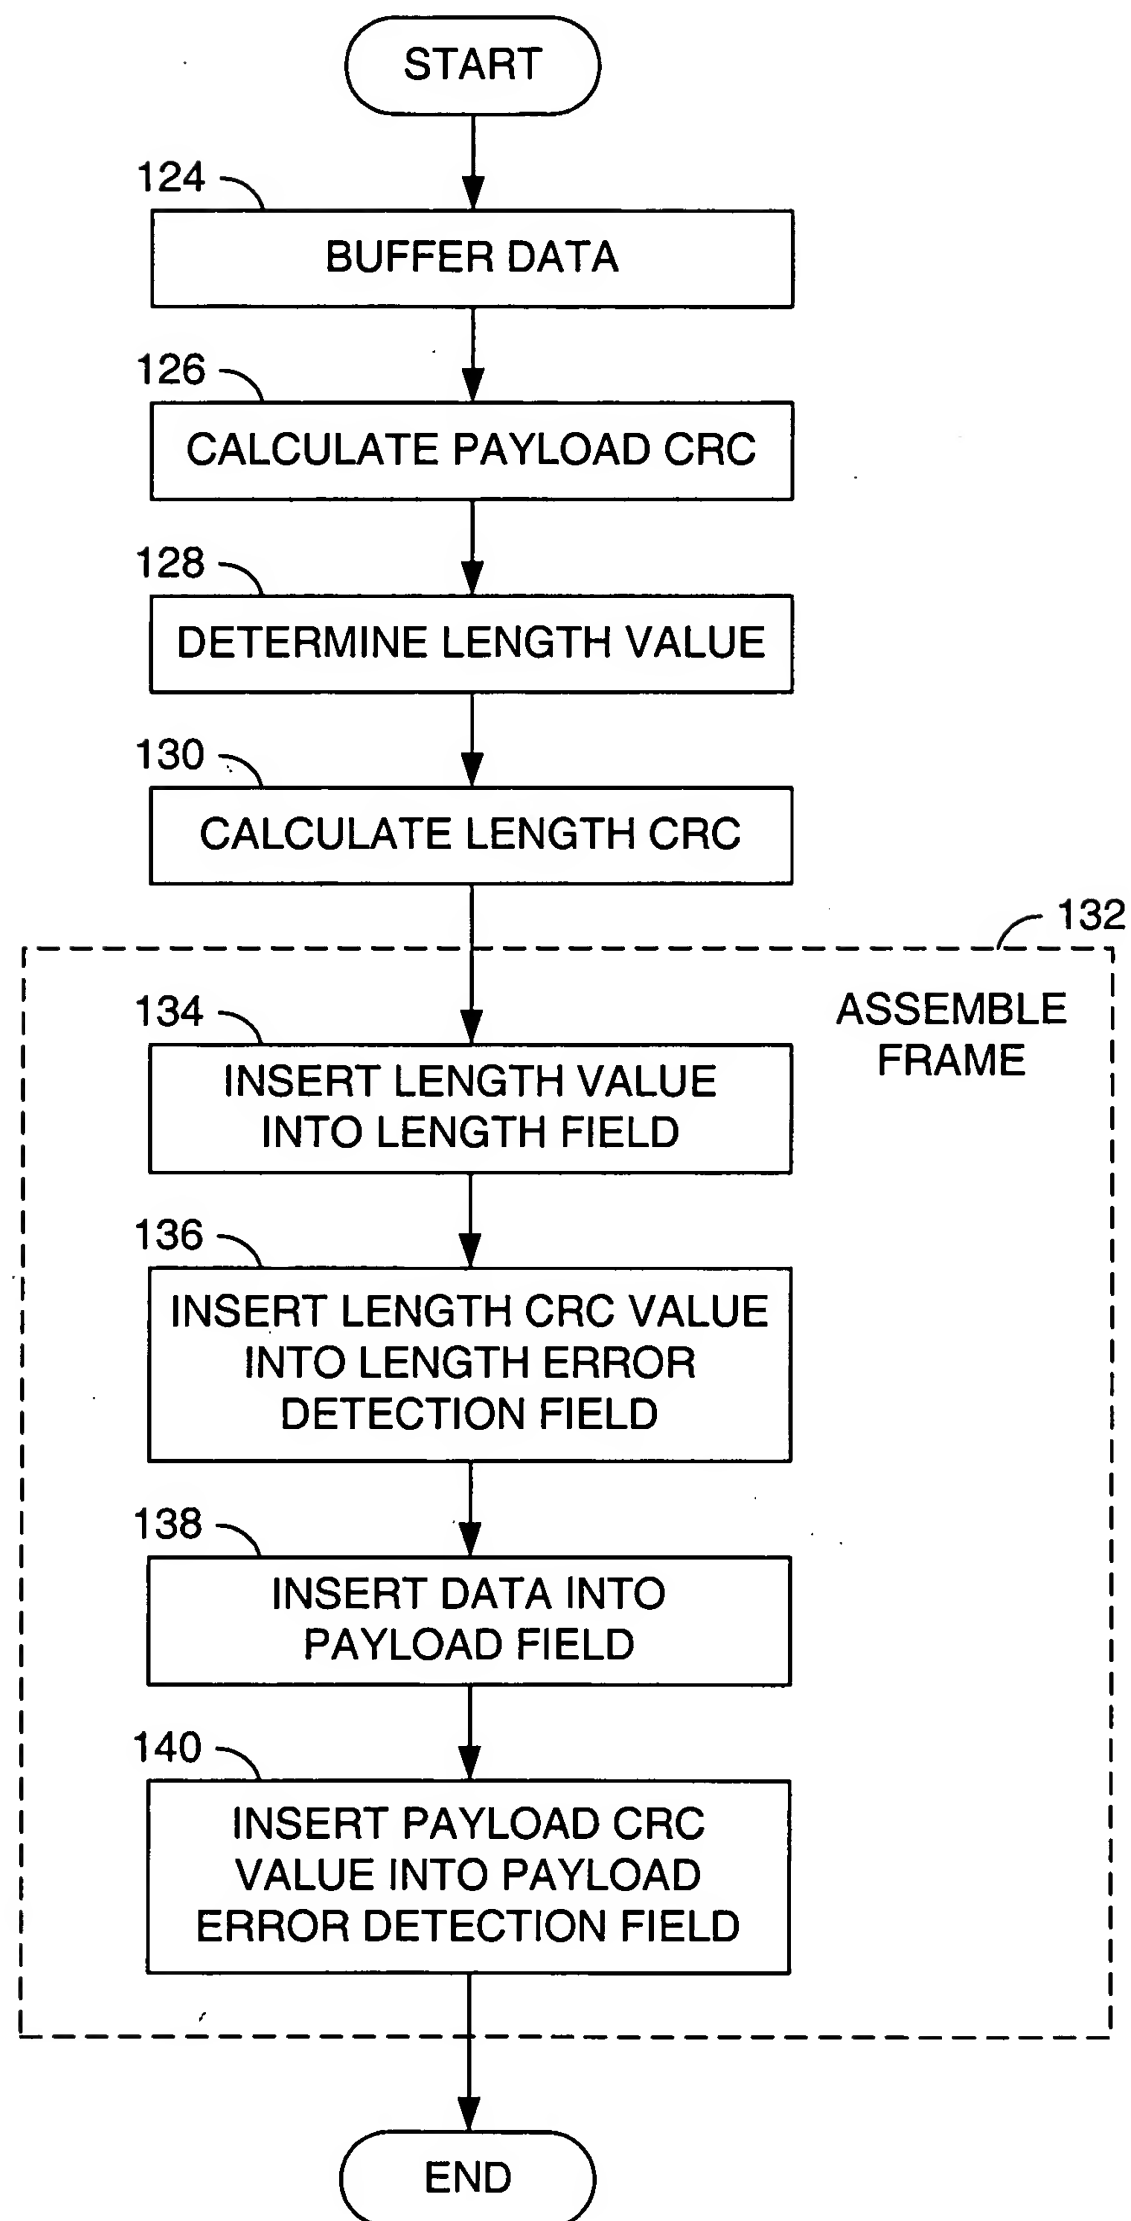 START
124
BUFFER DATA
126
CALCULATE PAYLOAD CRC
128
DETERMINE LENGTH VALUE
130
CALCULATE LENGTH CRC
132
ASSEMBLE
FRAME
134
INSERT LENGTH VALUE
INTO LENGTH FIELD
136
INSERT LENGTH CRC VALUE
INTO LENGTH ERROR
DETECTION FIELD
138
INSERT DATA INTO
PAYLOAD FIELD
140
INSERT PAYLOAD CRC
VALUE INTO PAYLOAD
ERROR DETECTION FIELD
END